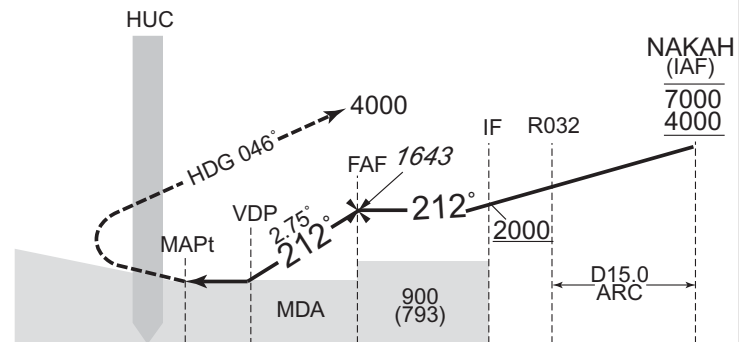 HUC
NAKAH
(IAF)
7000
4000
4000
IF
R032
HDG 046°
FAF
1643
VDP
2.75°
212°
212°
2000
MAPt
D15.0
ARC
MDA
900
(793)